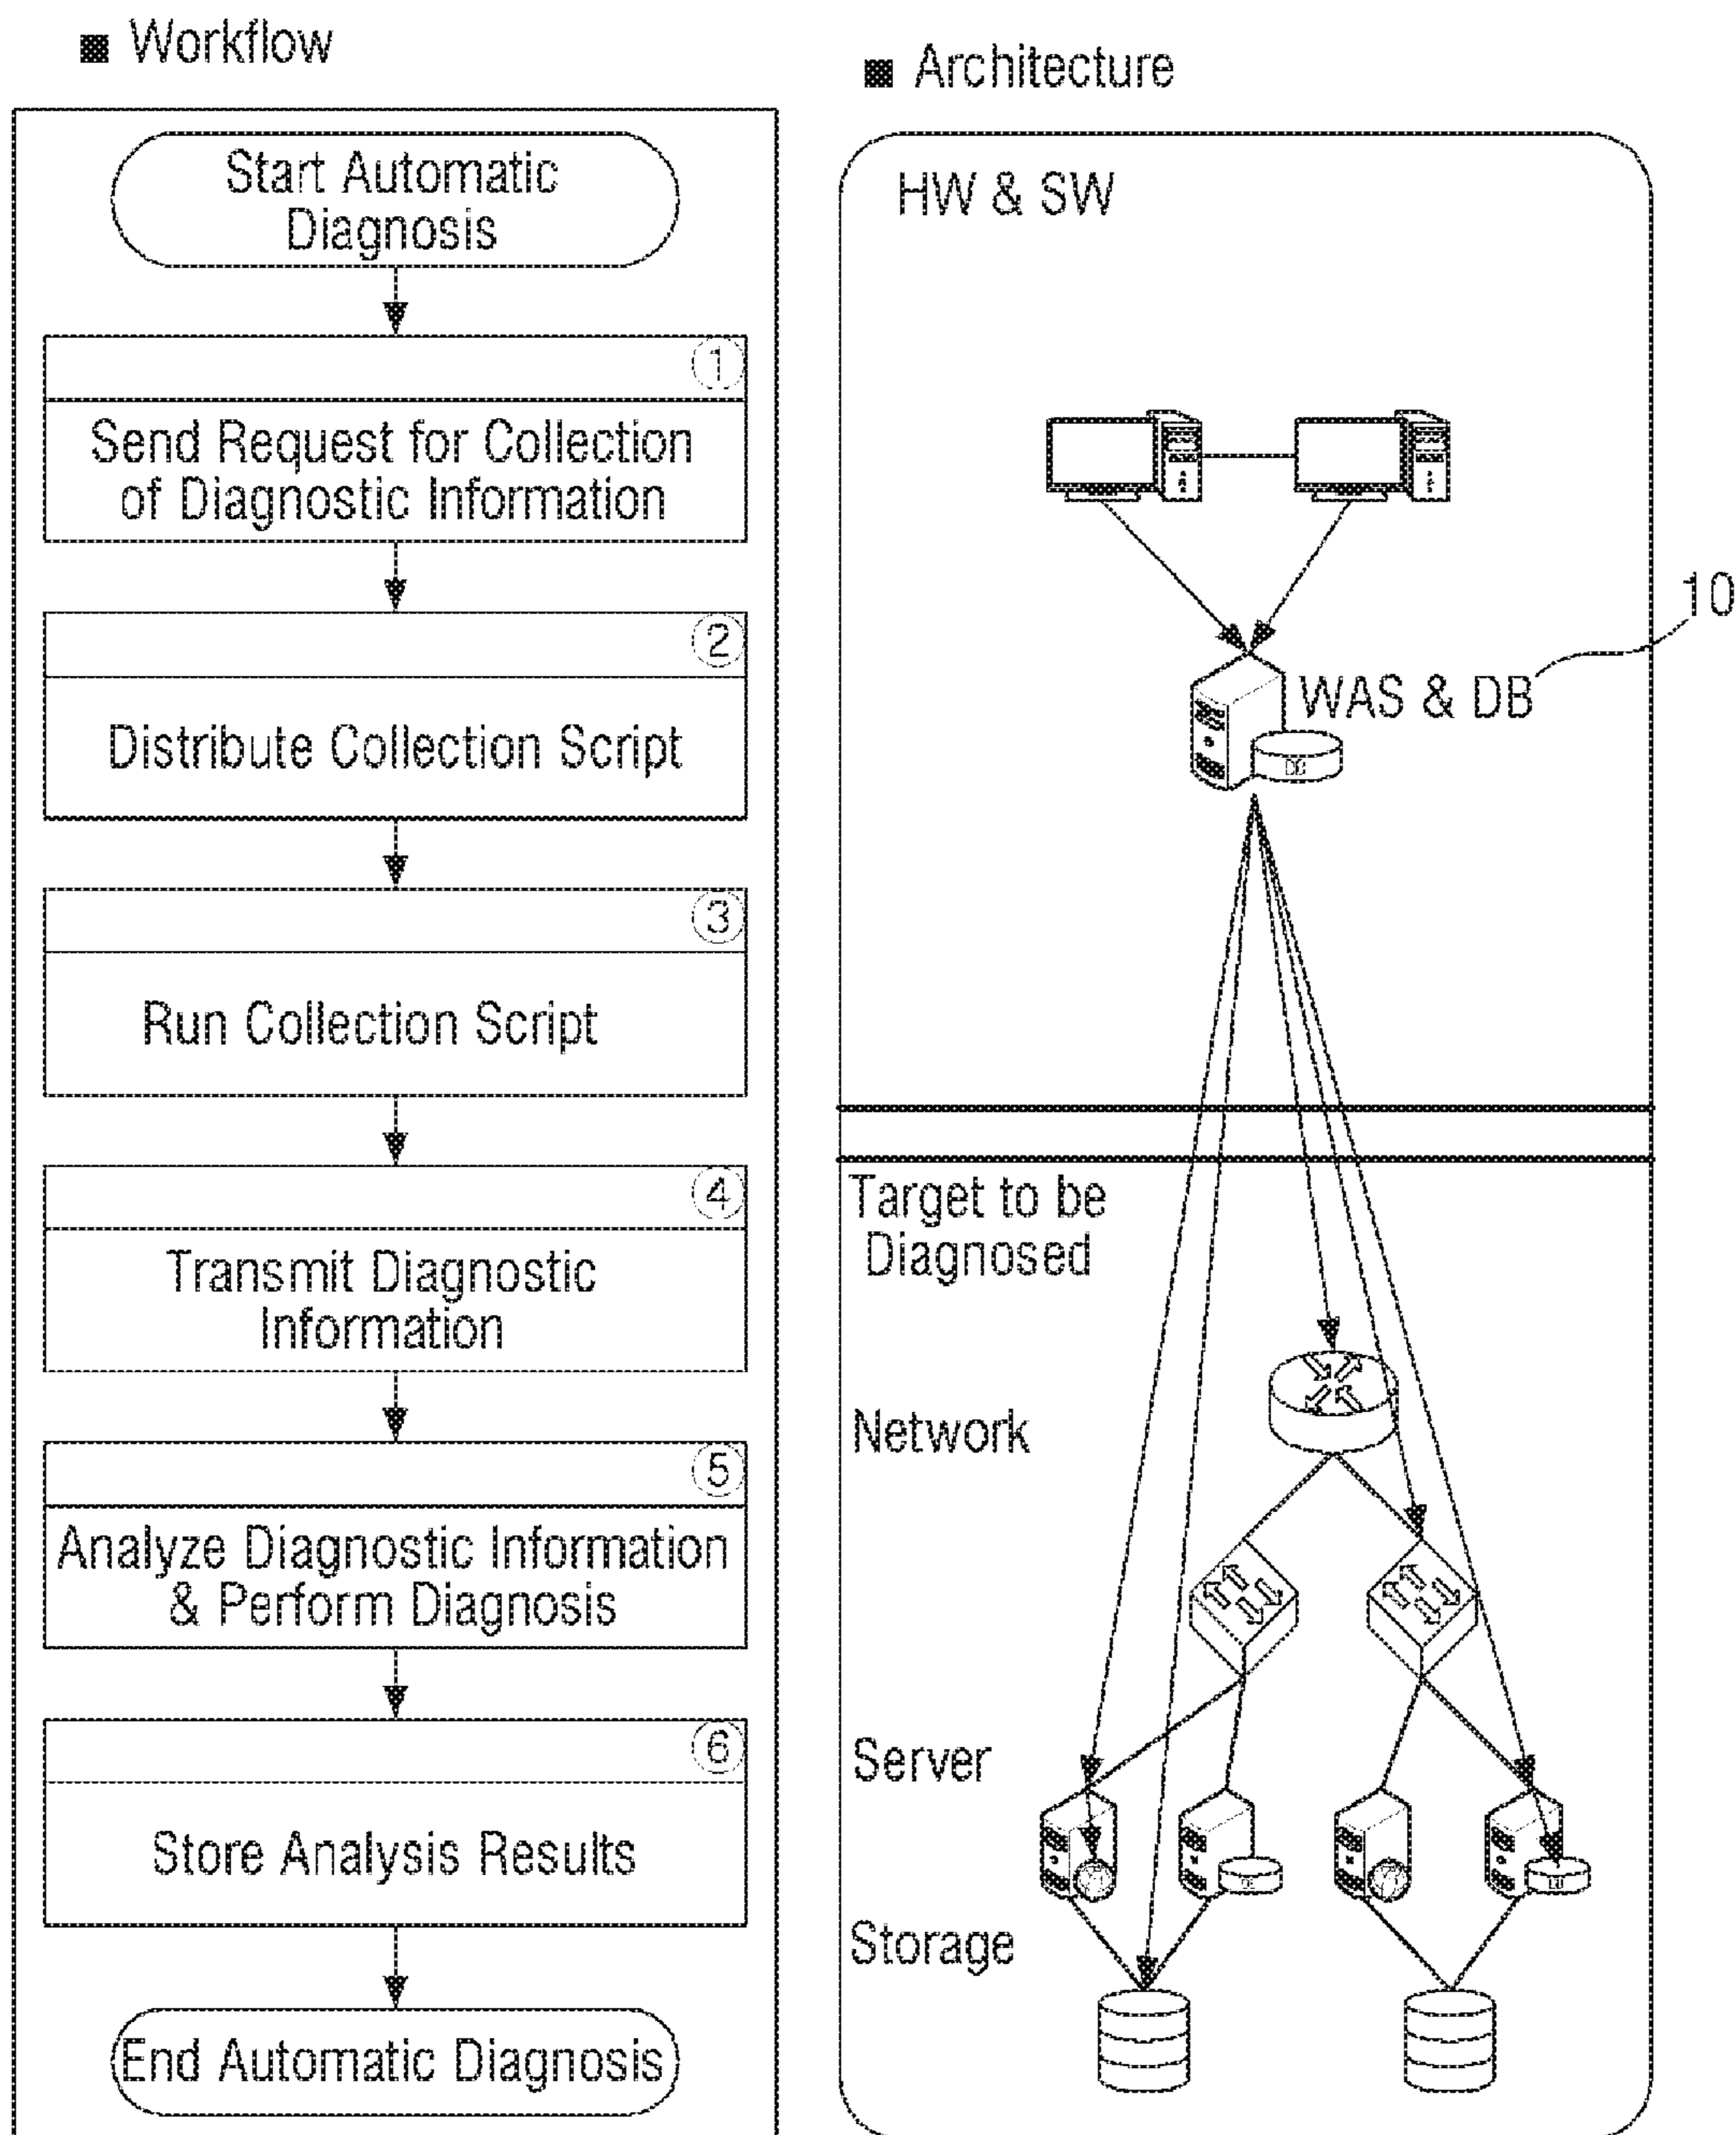 ■ Workflow
Start Automatic
Diagnosis
①
Send Request for Collection
of Diagnostic Information
②
Distribute Collection Script
③
Run Collection Script
④
Transmit Diagnostic
Information
⑤
Analyze Diagnostic Information
& Perform Diagnosis
⑥
Store Analysis Results
End Automatic Diagnosis
■ Architecture
HW & SW
10
WAS & DB
DB
Target to be
Diagnosed
Network
Server
Storage